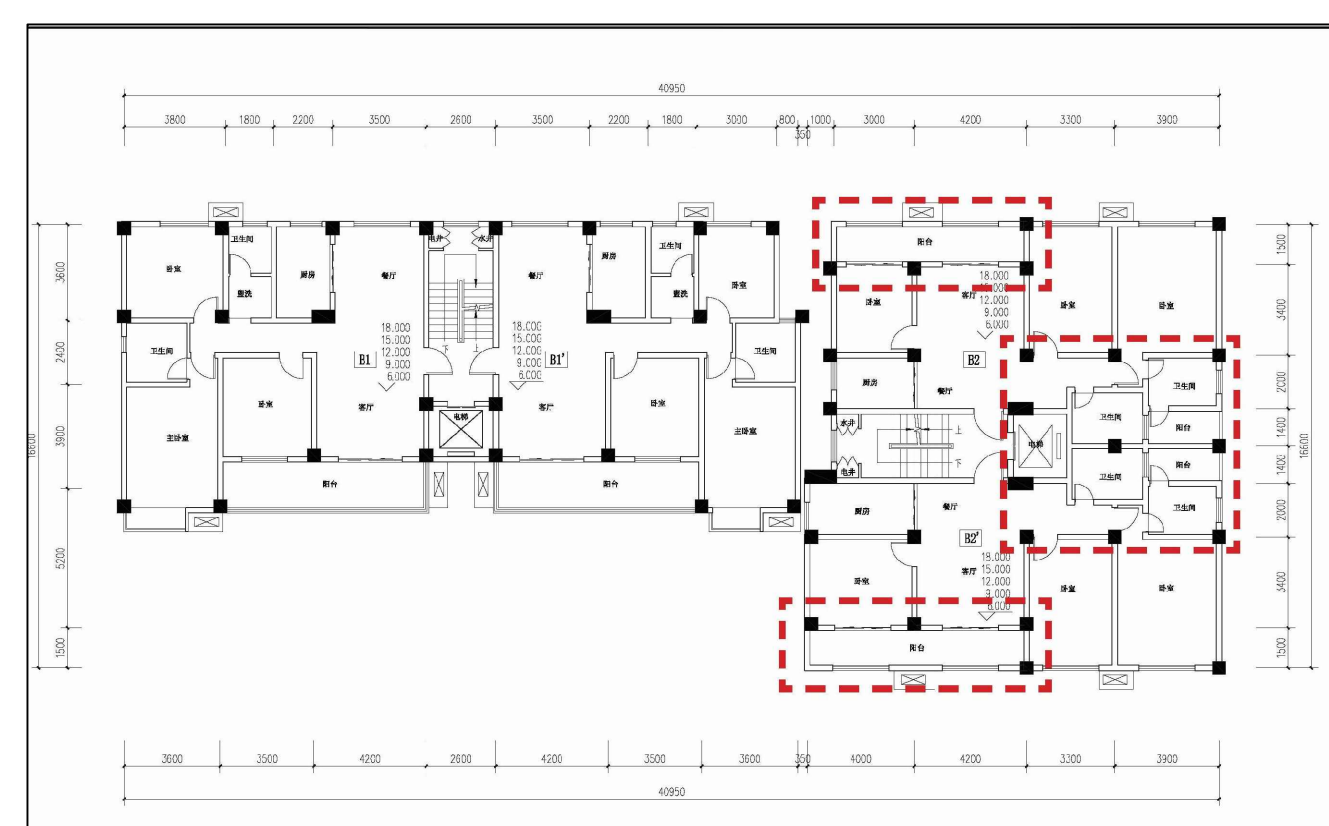 40950
3800 1800 2200 3500 2600 3500 2200 1800 3000 800 350 1000 3000 4200 3300 3900
16600
3600
2400
3900
5200
1500
卧室
卫生间
盥洗
厨房
餐厅
电井
水井
餐厅
厨房
卫生间
盥洗
卧室
18.000
15.000
12.000
9.000
6.000
B1
下
上
18.000
15.000
12.000
9.000
6.000
B1'
卫生间
卫生间
主卧室
卧室
客厅
电梯
客厅
卧室
主卧室
阳台
阳台
阳台
卧室
客厅
18.000
15.000
12.000
9.000
6.000
卧室
卧室
B2
厨房
餐厅
卫生间
卫生间
阳台
水井
电井
上
下
电梯
阳台
卫生间
卫生间
厨房
餐厅
B2'
卧室
客厅
18.000
15.000
12.000
9.000
6.000
卧室
卧室
阳台
1500
3400
2000
1400
1400
2000
3400
1500
16600
3600 3500 4200 2600 4200 3500 3600 350 4000 4200 3300 3900
40950